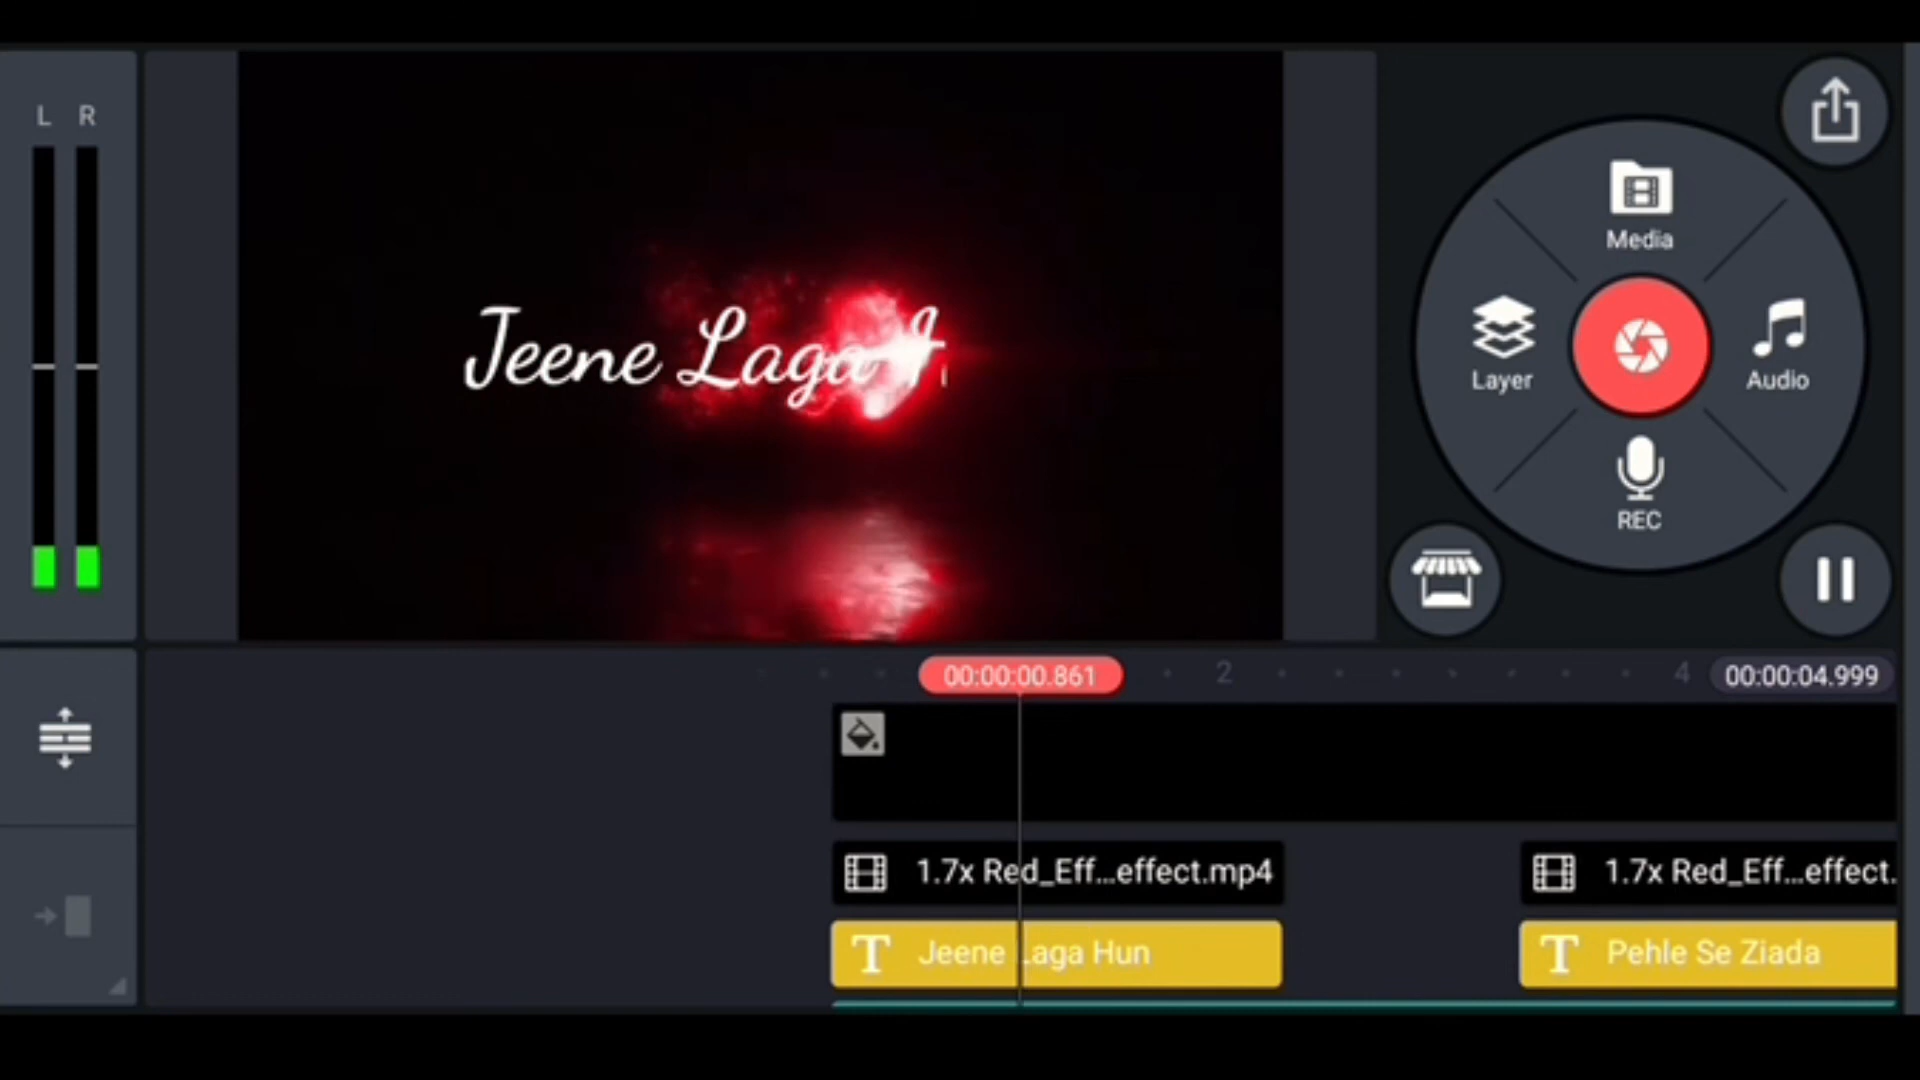 L R
Media
Jeene Laga
Layer
Audio
REC
00:00:00.861
2
4
00:00:04.999
1.7x Red_Eff...effect.mp4
1.7x Red_Eff...effect.
Jeene Laga Hun
Pehle Se Ziada